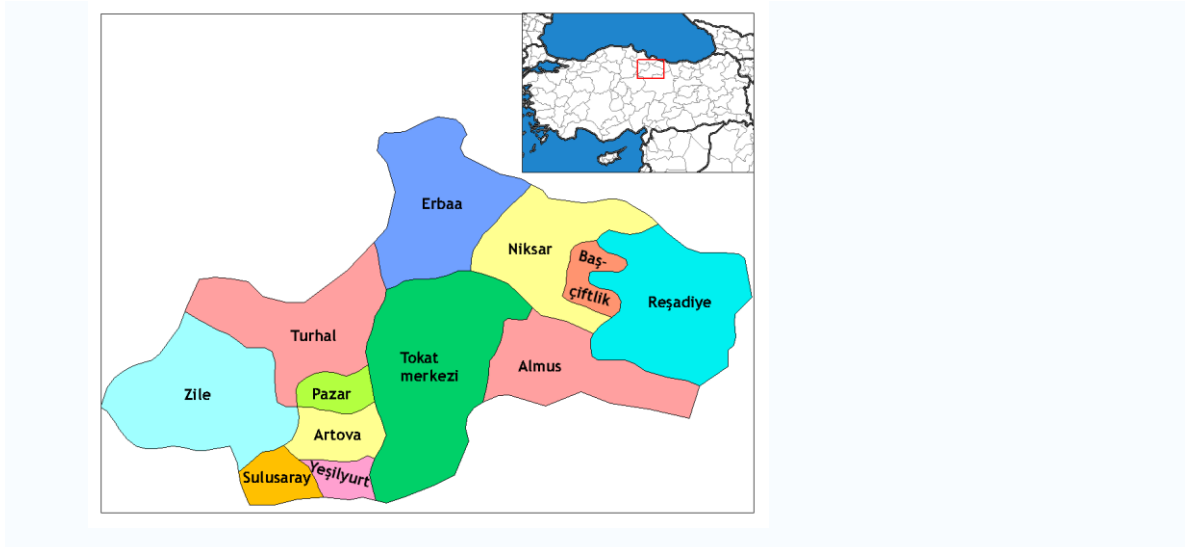 Erbaa
Niksar
Baş-
çiftlik
Reşadiye
Turhal
Tokat
merkezi
Almus
Zile
Pazar
Artova
Sulusaray
Yeşilyurt